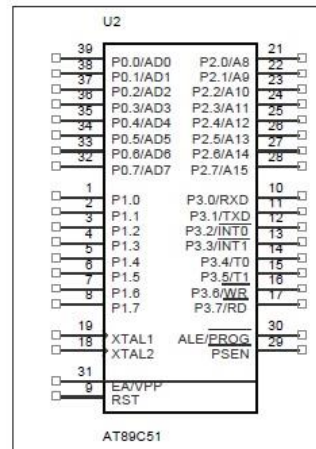 U2
39 P0.0/AD0 P2.0/A8 21
38 P0.1/AD1 P2.1/A9 22
37 P0.2/AD2 P2.2/A10 23
36 P0.3/AD3 P2.3/A11 24
35 P0.4/AD4 P2.4/A12 25
34 P0.5/AD5 P2.5/A13 26
33 P0.6/AD6 P2.6/A14 27
32 P0.7/AD7 P2.7/A15 28
1 P1.0 P3.0/RXD 10
2 P1.1 P3.1/TXD 11
3 P1.2 P3.2/INT0 12
4 P1.3 P3.3/INT1 13
5 P1.4 P3.4/T0 14
6 P1.5 P3.5/T1 15
7 P1.6 P3.6/WR 16
8 P1.7 P3.7/RD 17
19 XTAL1 ALE/PROG 30
18 XTAL2 PSEN 29
31 EA/VPP
9 RST
AT89C51